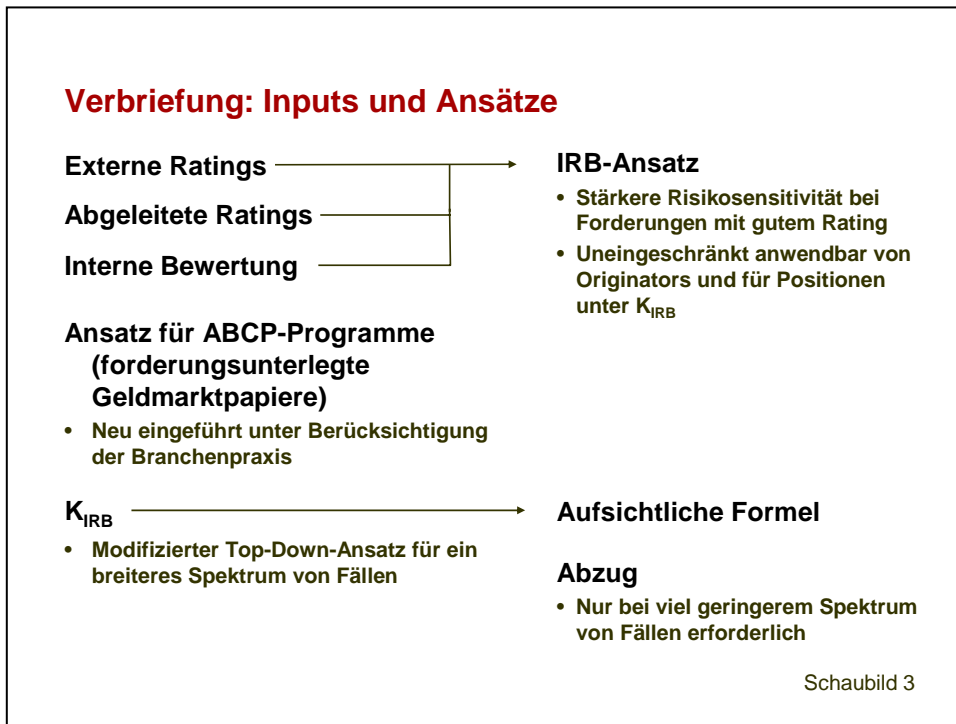 Verbriefung: Inputs und Ansätze
Externe Ratings
Abgeleitete Ratings
Interne Bewertung
Ansatz für ABCP-Programme
(forderungsunterlegte
Geldmarktpapiere)
• Neu eingeführt unter Berücksichtigung
der Branchenpraxis
K_IRB
• Modifizierter Top-Down-Ansatz für ein
breiteres Spektrum von Fällen
IRB-Ansatz
• Stärkere Risikosensitivität bei
Forderungen mit gutem Rating
• Uneingeschränkt anwendbar von
Originators und für Positionen
unter K_IRB
Aufsichtliche Formel
Abzug
• Nur bei viel geringerem Spektrum
von Fällen erforderlich
Schaubild 3